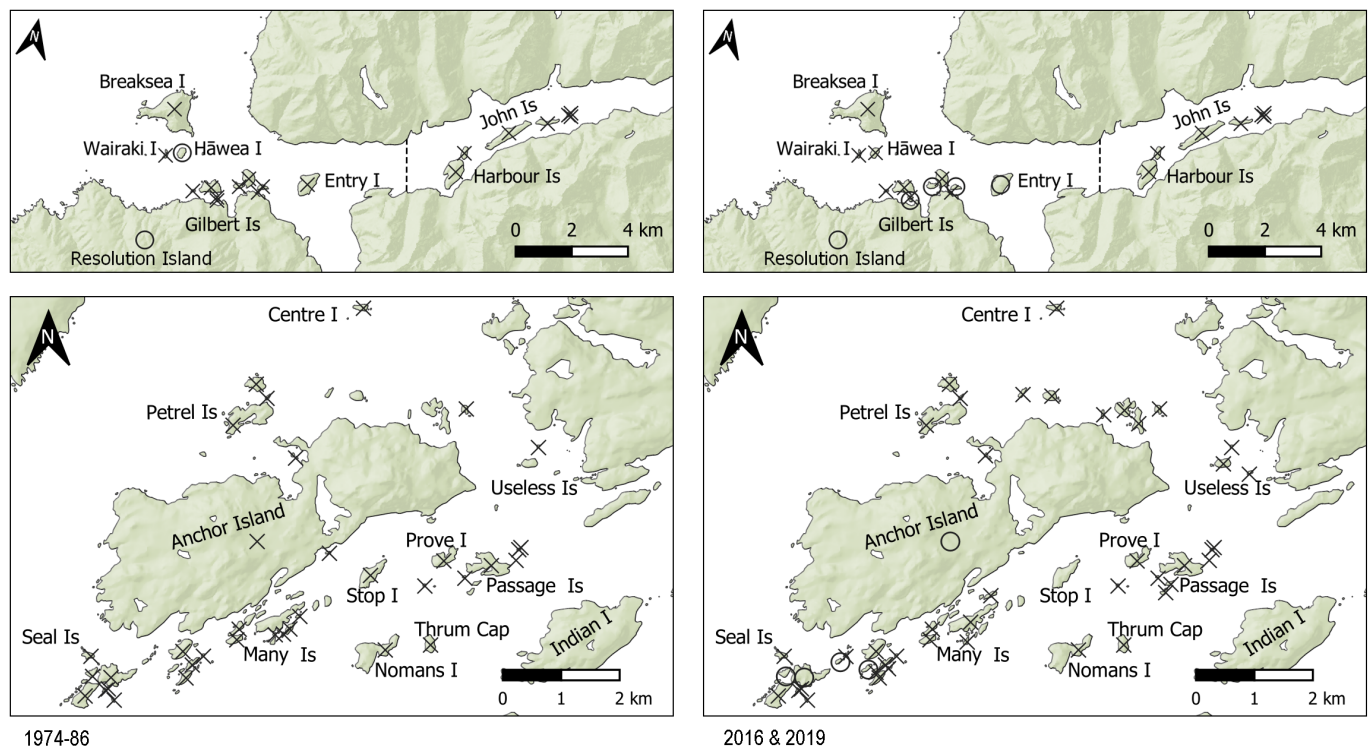 N
Breaksea I
John Is
Wairaki I
Hāwea I
Entry I
Harbour Is
Gilbert Is
0 2 4 km
Resolution Island
N
Breaksea I
John Is
Wairaki I
Hāwea I
Entry I
Harbour Is
Gilbert Is
0 2 4 km
Resolution Island
N
Centre I
Petrel Is
Useless Is
Anchor Island
Prove I
Stop I
Passage Is
Seal Is
Thrum Cap
Indian I
Many Is
Nomans I
0 1 2 km
N
Centre I
Petrel Is
Useless Is
Anchor Island
Prove I
Stop I
Passage Is
Seal Is
Thrum Cap
Indian I
Many Is
Nomans I
0 1 2 km
1974-86
2016 & 2019